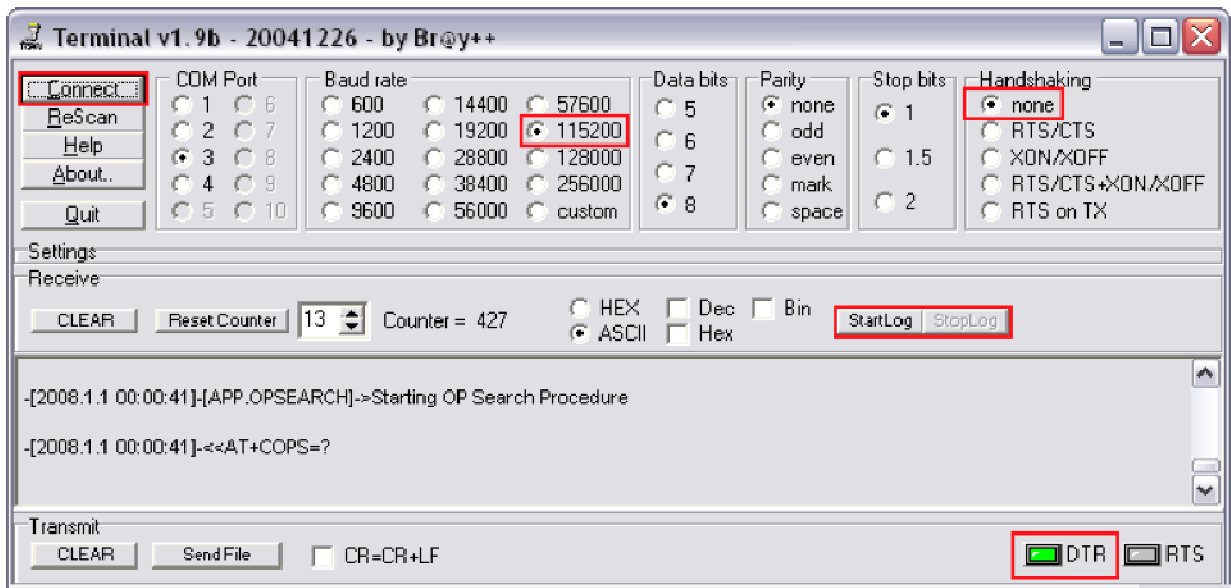 Terminal v1.9b - 20041226 - by Br@y++
Connect
ReScan
Help
About..
Quit
COM Port
1 6
2 7
3 8
4 9
5 10
Baud rate
600 14400 57600
1200 19200 115200
2400 28800 128000
4800 38400 256000
9600 56000 custom
Data bits
5
6
7
8
Parity
none
odd
even
mark
space
Stop bits
1
1.5
2
Handshaking
none
RTS/CTS
XON/XOFF
RTS/CTS+XON/XOFF
RTS on TX
Settings
Receive
CLEAR Reset Counter 13 Counter = 427 HEX Dec Bin StartLog StopLog
ASCII Hex
-[2008.1.1 00:00:41]-[APP.OPSEARCH]->Starting OP Search Procedure
-[2008.1.1 00:00:41]-<<AT+COPS=?
Transmit
CLEAR Send File CR=CR+LF DTR RTS